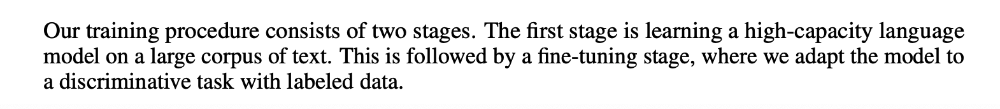 Our training procedure consists of two stages. The first stage is learning a high-capacity language
model on a large corpus of text. This is followed by a fine-tuning stage, where we adapt the model to
a discriminative task with labeled data.